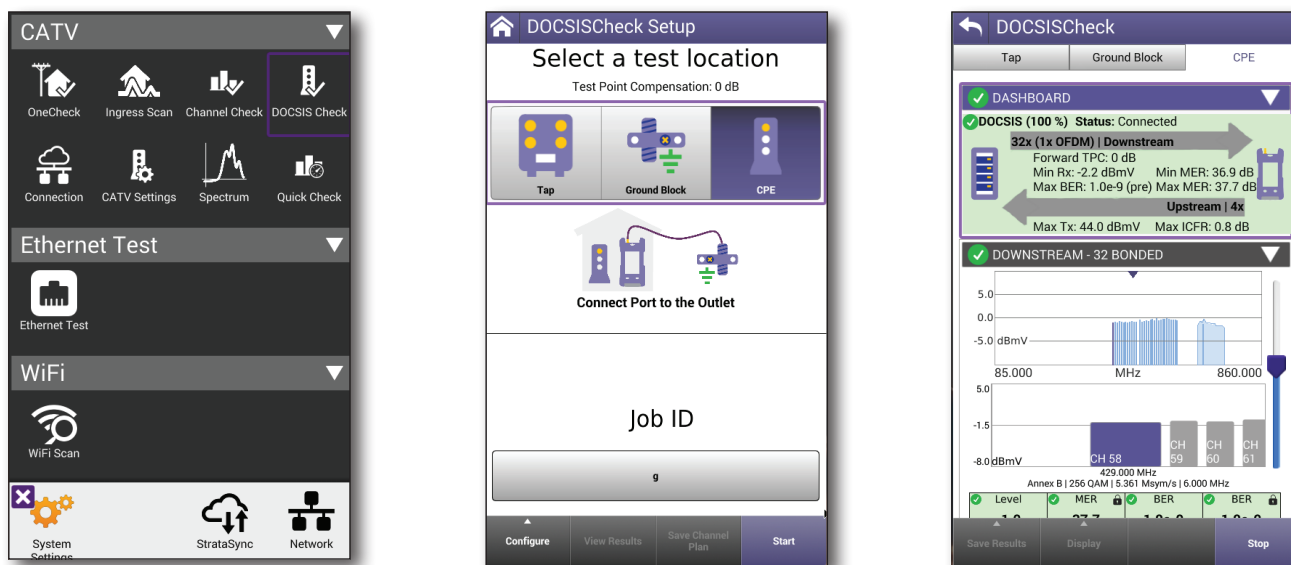 CATV
OneCheck
Ingress Scan
Channel Check
DOCSIS Check
Connection
CATV Settings
Spectrum
Quick Check
Ethernet Test
Ethernet Test
WiFi
WiFi Scan
System
Settings
StrataSync
Network
DOCSISCheck Setup
Select a test location
Test Point Compensation: 0 dB
Tap
Ground Block
CPE
Connect Port to the Outlet
Job ID
g
Configure
View Results
Save Channel
Plan
Start
DOCSISCheck
Tap
Ground Block
CPE
DASHBOARD
DOCSIS (100 %) Status: Connected
32x (1x OFDM) | Downstream
Forward TPC: 0 dB
Min Rx: -2.2 dBmV Min MER: 36.9 dB
Max BER: 1.0e-9 (pre) Max MER: 37.7 dB
Upstream | 4x
Max Tx: 44.0 dBmV Max ICFR: 0.8 dB
DOWNSTREAM - 32 BONDED
5.0
0.0
-5.0 dBmV
85.000 MHz 860.000
5.0
-1.5
-8.0 dBmV
CH 58
CH
59
CH
60
CH
61
429.000 MHz
Annex B | 256 QAM | 5.361 Msym/s | 6.000 MHz
Level MER BER BER
Save Results
Display
Stop